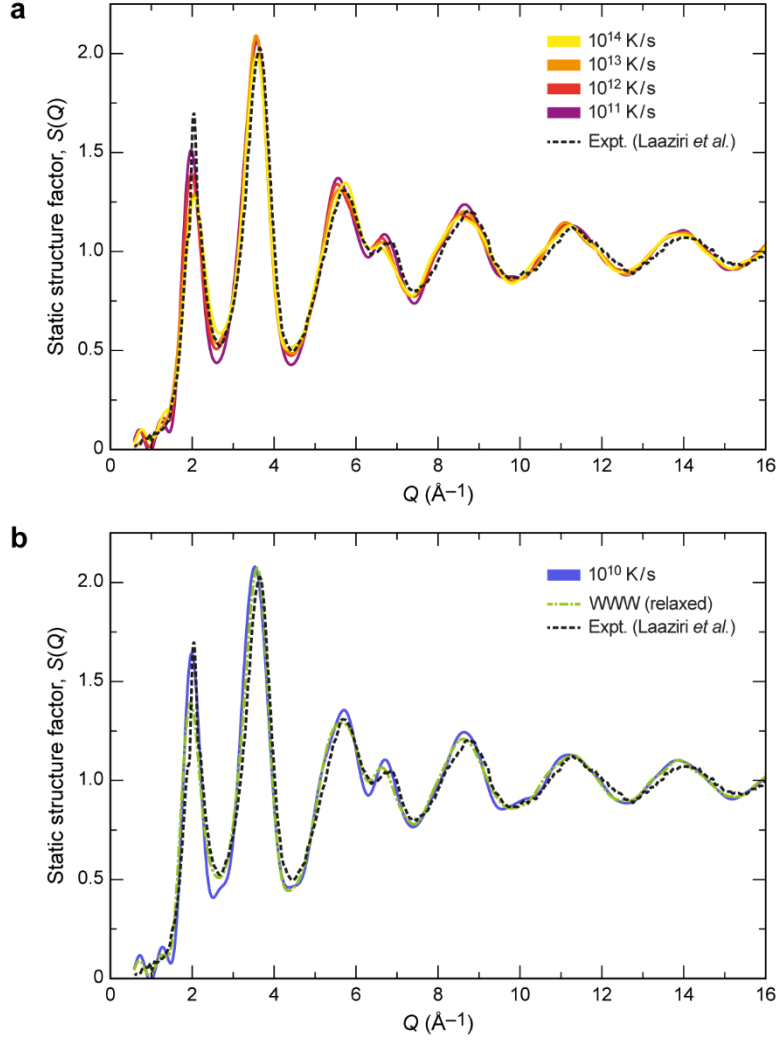 a
10¹⁴ K/s
10¹³ K/s
10¹² K/s
10¹¹ K/s
Expt. (Laaziri et al.)
Static structure factor, S(Q)
2.0
1.5
1.0
0.5
0
0 2 4 6 8 10 12 14 16
Q (Å⁻¹)
b
10¹⁰ K/s
WWW (relaxed)
Expt. (Laaziri et al.)
Static structure factor, S(Q)
2.0
1.5
1.0
0.5
0
0 2 4 6 8 10 12 14 16
Q (Å⁻¹)